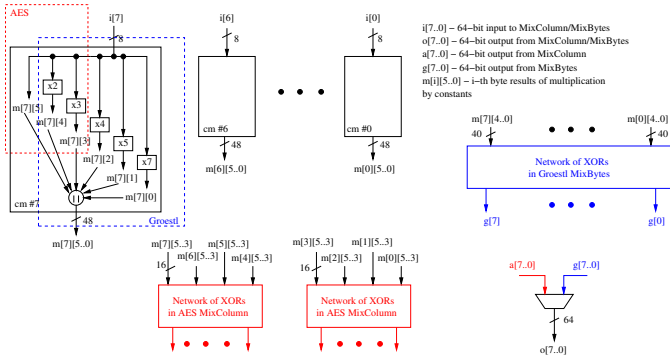 AES
i[7]
8
x2
x3
x4
x5
x7
m[7][5]
m[7][4]
m[7][3]
m[7][2]
m[7][1]
m[7][0]
||
cm #7
Groestl
48
m[7][5..0]
i[6]
8
cm #6
48
m[6][5..0]
i[0]
8
cm #0
48
m[0][5..0]
i[7..0] – 64-bit input to MixColumn/MixBytes
o[7..0] – 64-bit output from MixColumn/MixBytes
a[7..0] – 64-bit output from MixColumn
g[7..0] – 64-bit output from MixBytes
m[i][5..0] – i-th byte results of multiplication
by constants
m[7][4..0]
m[0][4..0]
40
40
Network of XORs
in Groestl MixBytes
g[7]
g[0]
m[7][5..3]
m[5][5..3]
m[6][5..3]
m[4][5..3]
16
Network of XORs
in AES MixColumn
m[3][5..3]
m[1][5..3]
m[2][5..3]
m[0][5..3]
16
Network of XORs
in AES MixColumn
a[7..0]
g[7..0]
64
o[7..0]